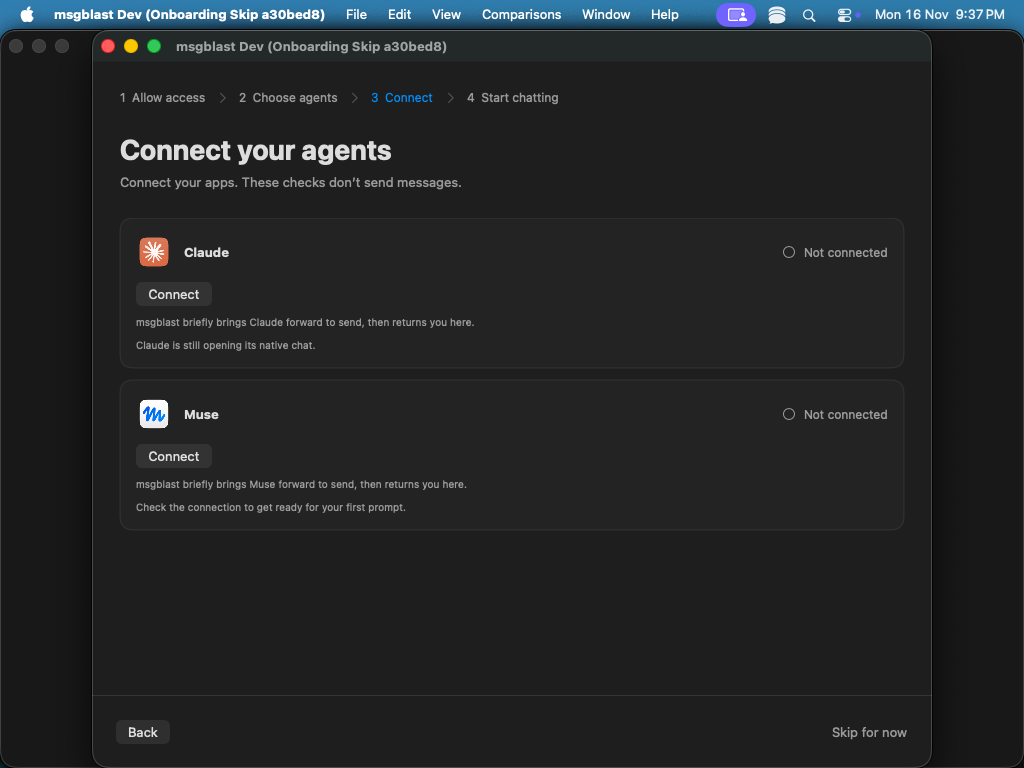 msgblast Dev (Onboarding Skip a30bed8) File Edit View Comparisons Window Help Mon 16 Nov 9:37 PM
msgblast Dev (Onboarding Skip a30bed8)
1 Allow access 2 Choose agents 3 Connect 4 Start chatting
Connect your agents
Connect your apps. These checks don’t send messages.
Claude Not connected
Connect
msgblast briefly brings Claude forward to send, then returns you here.
Claude is still opening its native chat.
Muse Not connected
Connect
msgblast briefly brings Muse forward to send, then returns you here.
Check the connection to get ready for your first prompt.
Back Skip for now